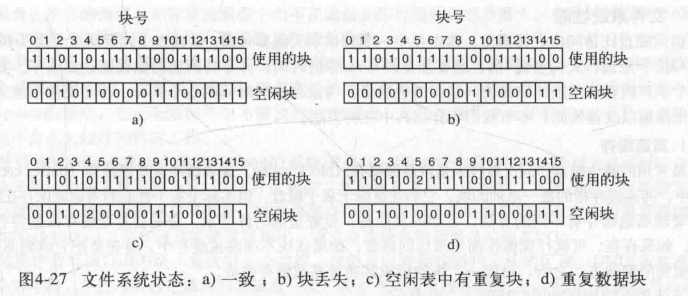 块号
0 1 2 3 4 5 6 7 8 9 10 11 12 13 14 15
1 1 0 1 0 1 1 1 1 0 0 1 1 1 0 0 使用的块
0 0 1 0 1 0 0 0 0 1 1 0 0 0 1 1 空闲块
a)
块号
0 1 2 3 4 5 6 7 8 9 10 11 12 13 14 15
1 1 0 1 0 1 1 1 1 0 0 1 1 1 0 0 使用的块
0 0 0 0 1 0 0 0 0 1 1 0 0 0 1 1 空闲块
b)
0 1 2 3 4 5 6 7 8 9 10 11 12 13 14 15
1 1 0 1 0 1 1 1 1 0 0 1 1 1 0 0 使用的块
0 0 1 0 2 0 0 0 0 1 1 0 0 0 1 1 空闲块
c)
0 1 2 3 4 5 6 7 8 9 10 11 12 13 14 15
1 1 0 1 0 2 1 1 1 0 0 1 1 1 0 0 使用的块
0 0 1 0 1 0 0 0 0 1 1 0 0 0 1 1 空闲块
d)
图4-27 文件系统状态：a) 一致；b) 块丢失；c) 空闲表中有重复块；d) 重复数据块